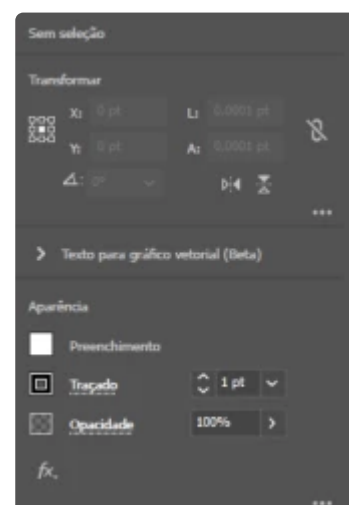 Sem seleção
Transformar
X: 0 pt L: 0,0001 pt
Y: 0 pt A: 0,0001 pt
0°
Texto para gráfico vetorial (Beta)
Aparência
Preenchimento
Traçado 1 pt
Opacidade 100%
fx.